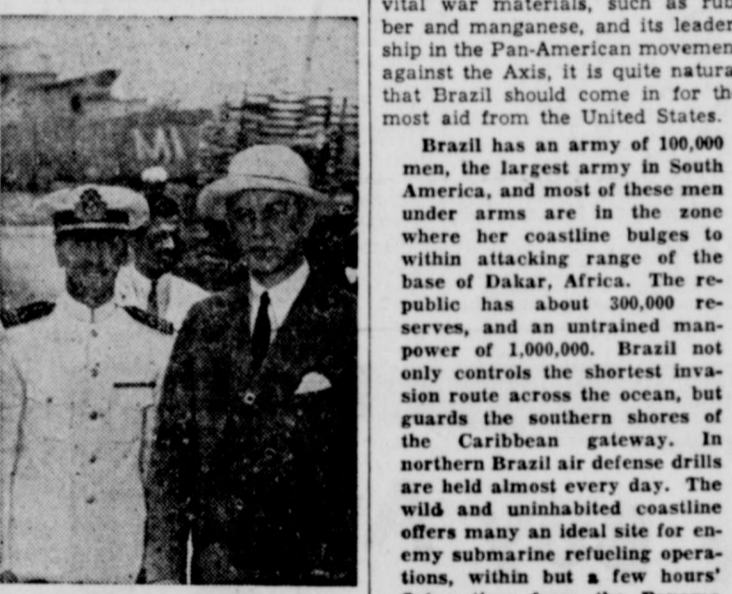 MI
vital war materials, such as rub-
ber and manganese, and its leader-
ship in the Pan-American movement
against the Axis, it is quite natural
that Brazil should come in for the
most aid from the United States.
Brazil has an army of 100,000
men, the largest army in South
America, and most of these men
under arms are in the zone
where her coastline bulges to
within attacking range of the
base of Dakar, Africa. The re-
public has about 300,000 re-
serves, and an untrained man-
power of 1,000,000. Brazil not
only controls the shortest inva-
sion route across the ocean, but
guards the southern shores of
the Caribbean gateway. In
northern Brazil air defense drills
are held almost every day. The
wild and uninhabited coastline
offers many an ideal site for en-
emy submarine refueling opera-
tions, within but a few hours'